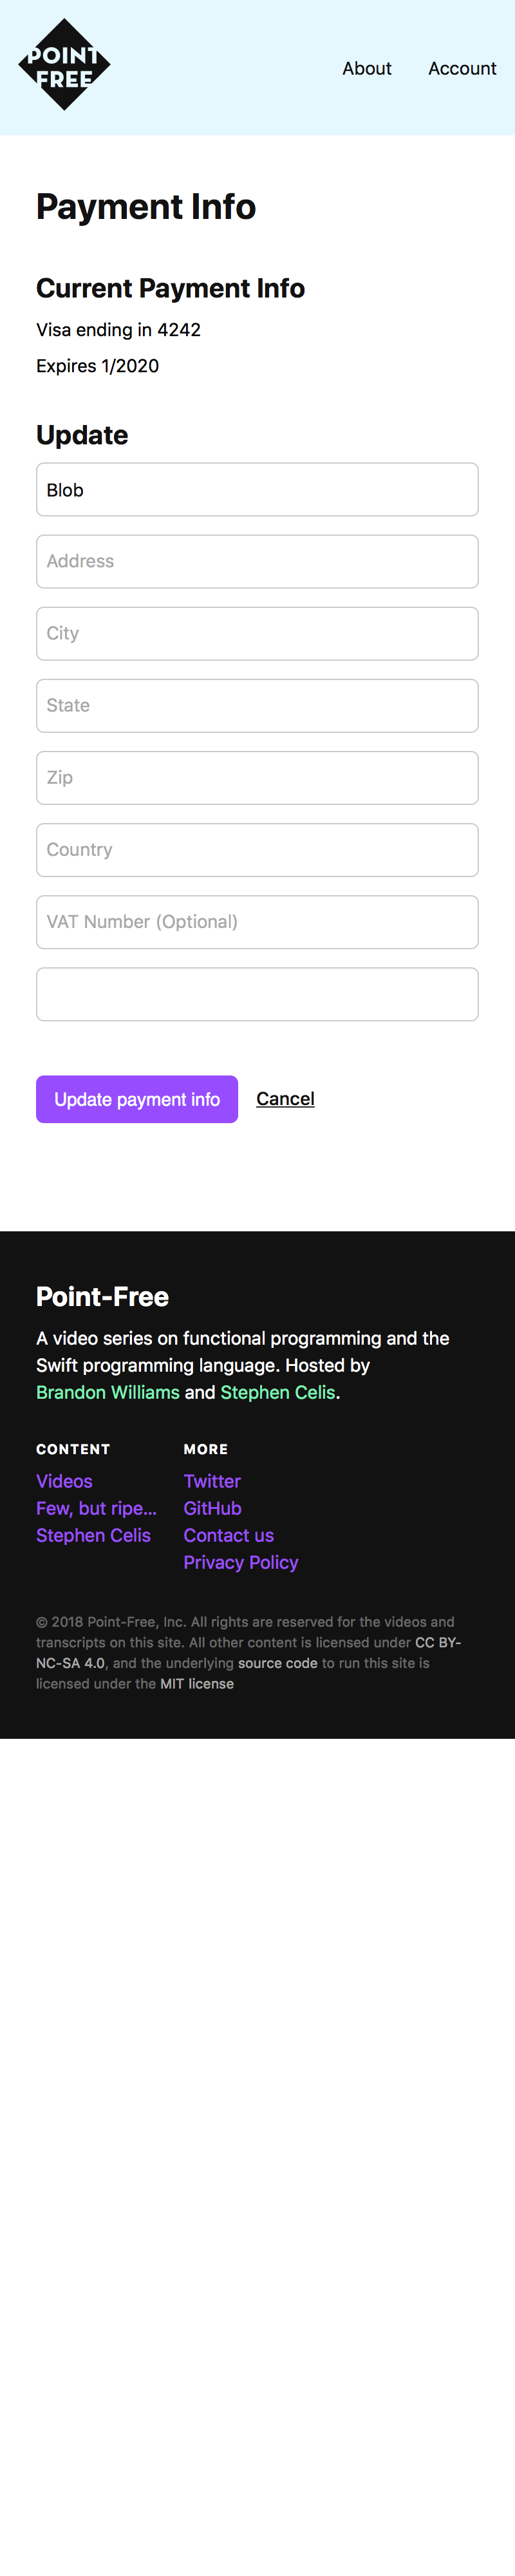 POINT
FREE
About
Account
Payment Info
Current Payment Info
Visa ending in 4242
Expires 1/2020
Update
Blob
Address
City
State
Zip
Country
VAT Number (Optional)
Update payment info
Cancel
Point-Free
A video series on functional programming and the
Swift programming language. Hosted by
Brandon Williams and Stephen Celis.
CONTENT
Videos
Few, but ripe...
Stephen Celis
MORE
Twitter
GitHub
Contact us
Privacy Policy
© 2018 Point-Free, Inc. All rights are reserved for the videos and
transcripts on this site. All other content is licensed under CC BY-
NC-SA 4.0, and the underlying source code to run this site is
licensed under the MIT license